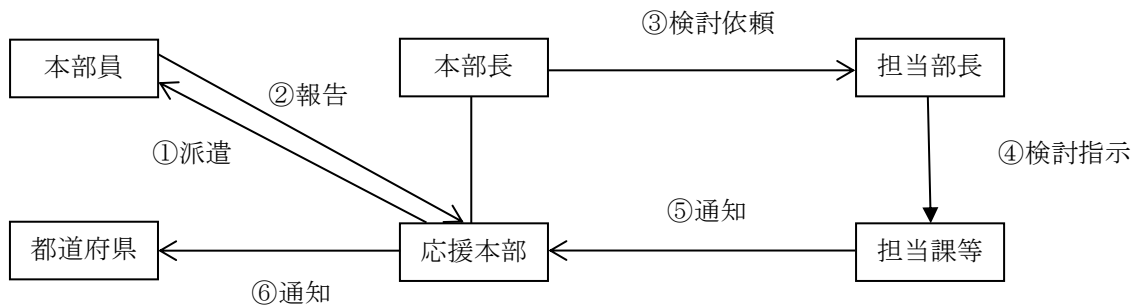 ③検討依頼
本部員
本部長
担当部長
②報告
①派遣
④検討指示
⑤通知
都道府県
応援本部
担当課等
⑥通知